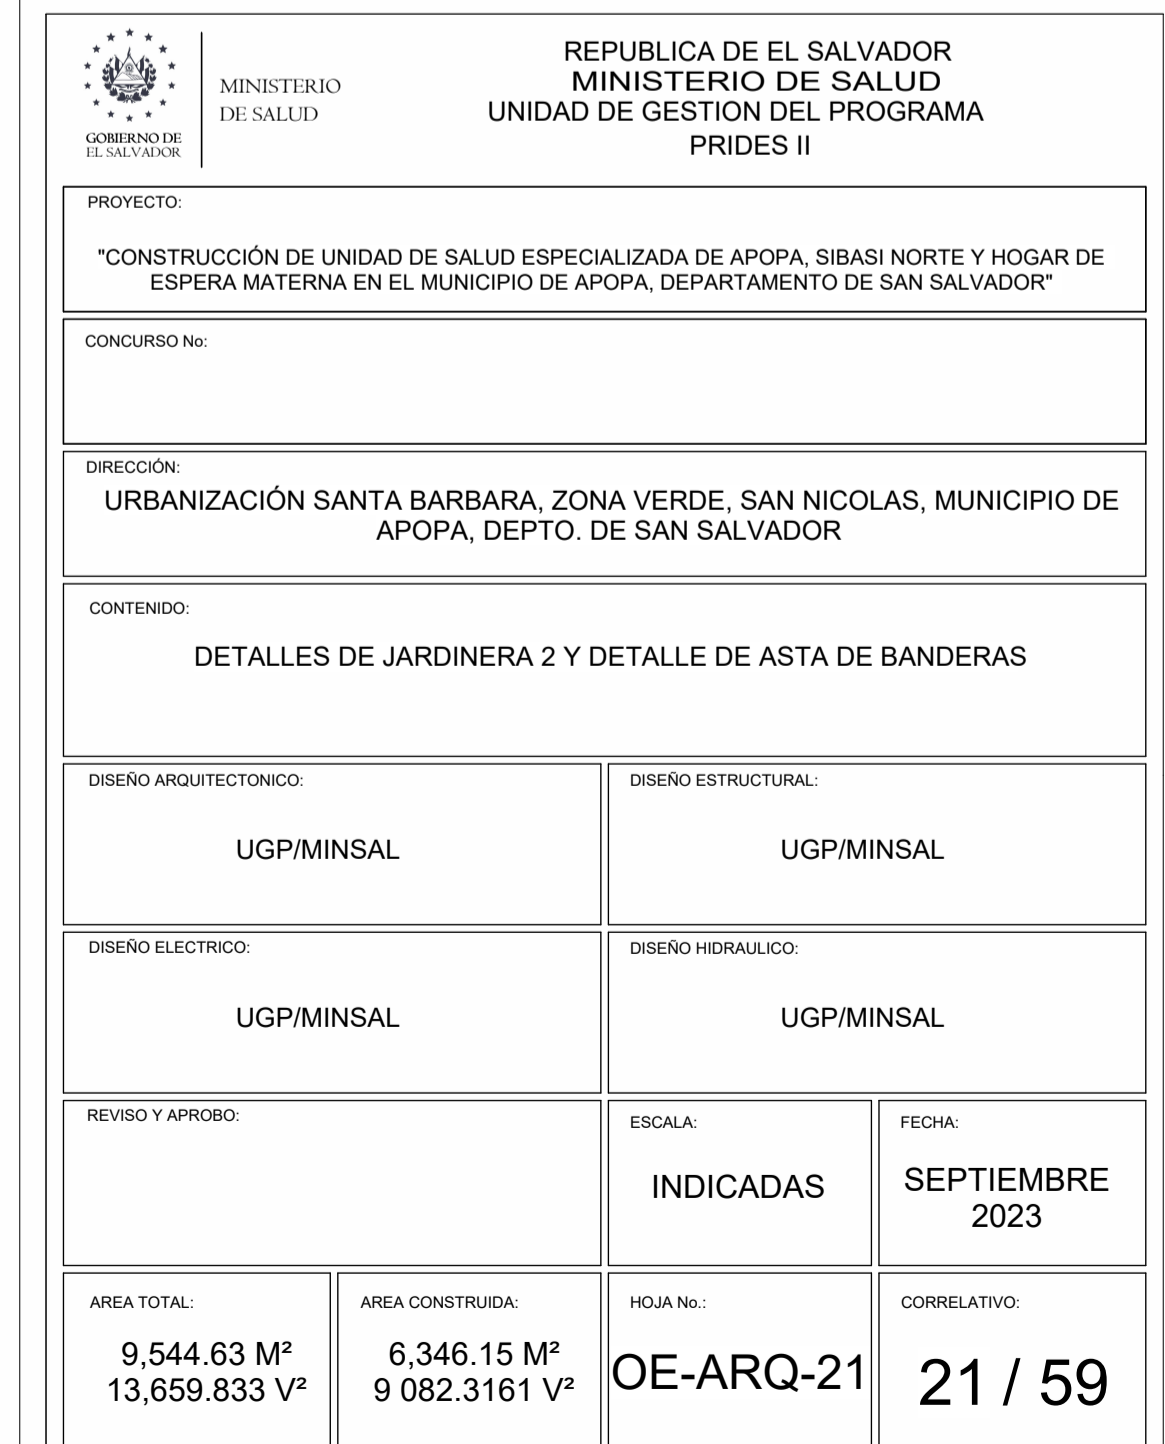 GOBIERNO DE
EL SALVADOR
MINISTERIO
DE SALUD
REPUBLICA DE EL SALVADOR
MINISTERIO DE SALUD
UNIDAD DE GESTION DEL PROGRAMA
PRIDES II
PROYECTO:
"CONSTRUCCIÓN DE UNIDAD DE SALUD ESPECIALIZADA DE APOPA, SIBASI NORTE Y HOGAR DE
ESPERA MATERNA EN EL MUNICIPIO DE APOPA, DEPARTAMENTO DE SAN SALVADOR"
CONCURSO No:
DIRECCIÓN:
URBANIZACIÓN SANTA BARBARA, ZONA VERDE, SAN NICOLAS, MUNICIPIO DE
APOPA, DEPTO. DE SAN SALVADOR
CONTENIDO:
DETALLES DE JARDINERA 2 Y DETALLE DE ASTA DE BANDERAS
DISEÑO ARQUITECTONICO:
UGP/MINSAL
DISEÑO ESTRUCTURAL:
UGP/MINSAL
DISEÑO ELECTRICO:
UGP/MINSAL
DISEÑO HIDRAULICO:
UGP/MINSAL
REVISO Y APROBO:
ESCALA:
INDICADAS
FECHA:
SEPTIEMBRE
2023
AREA TOTAL:
9,544.63 M²
13,659.833 V²
AREA CONSTRUIDA:
6,346.15 M²
9 082.3161 V²
HOJA No.:
OE-ARQ-21
CORRELATIVO:
21 / 59